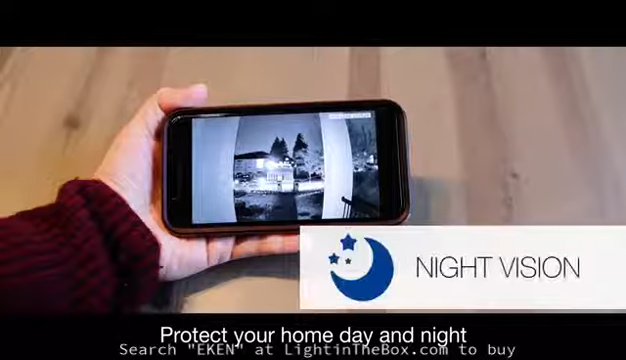 NIGHT VISION
Protect your home day and night
Search "EKEN" at LightinTheBox.com to buy